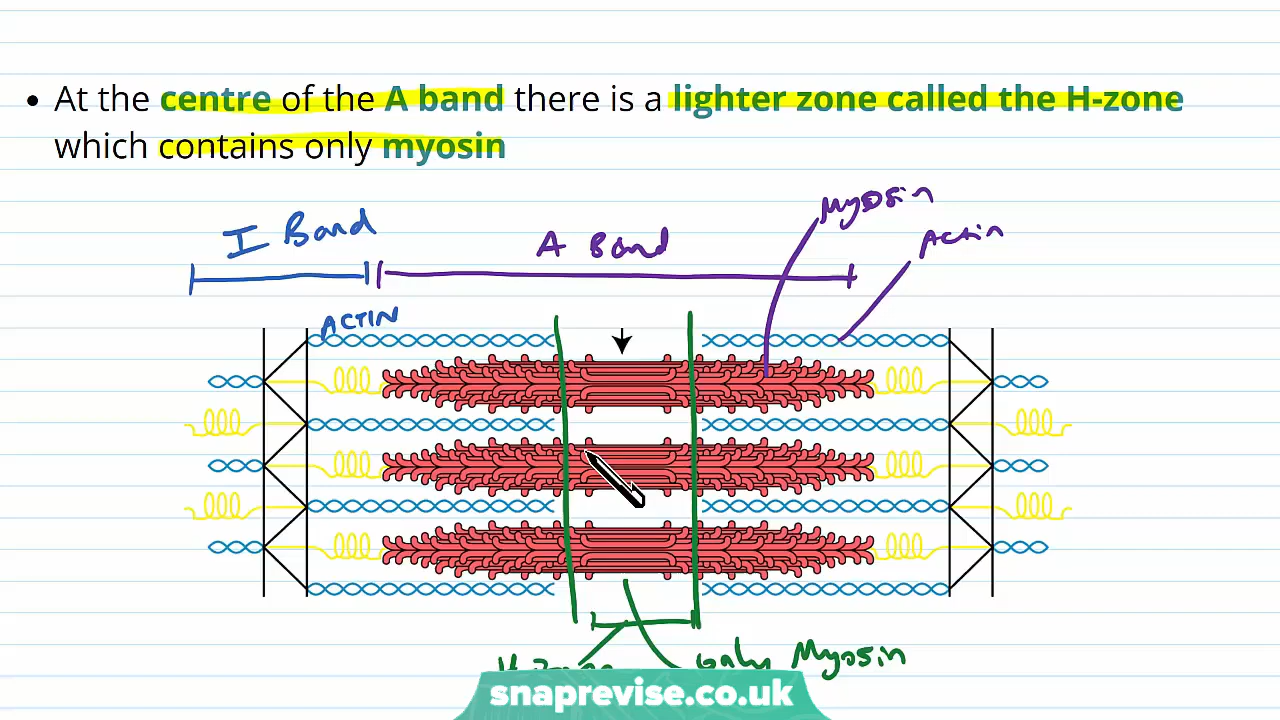 • At the centre of the A band there is a lighter zone called the H-zone
which contains only myosin
Myosin
I Band
A Band
Actin
ACTIN
only Myosin
snaprevise.co.uk